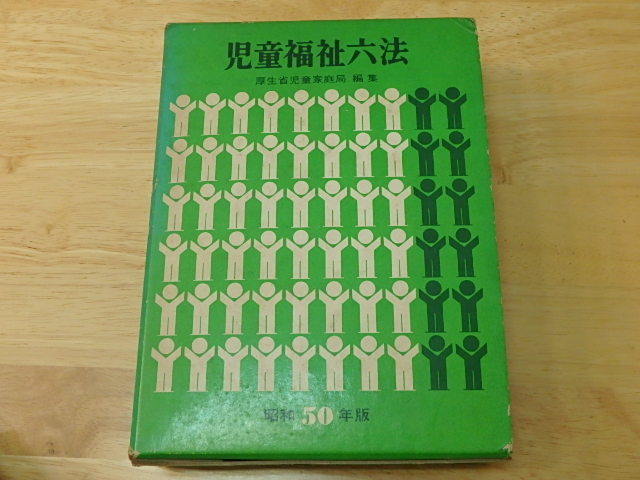 児童福祉六法
厚生省児童家庭局 編集
昭和50年版